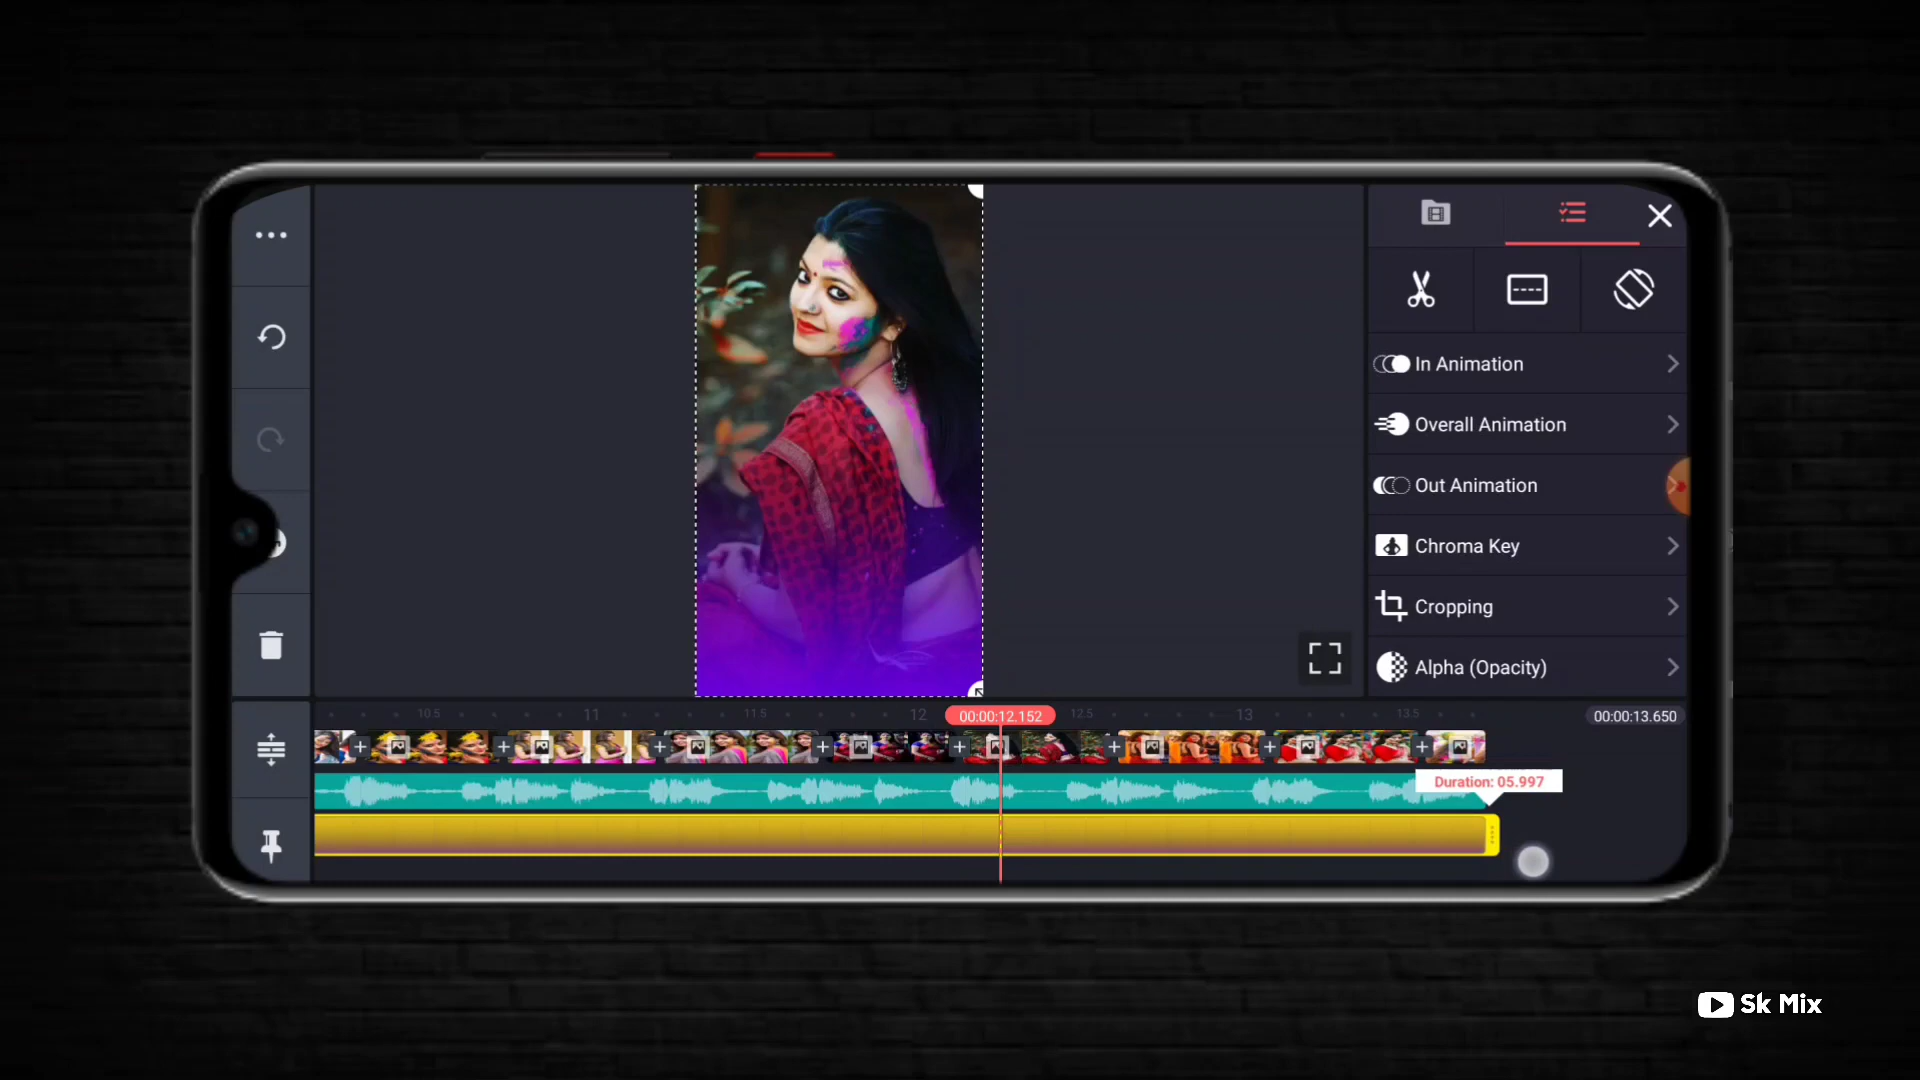 In Animation
Overall Animation
Out Animation
Chroma Key
Cropping
Alpha (Opacity)
10.5 11 11.5 12 00:00:12.152 12.5 13 13.5 00:00:13.650
Duration: 05.997
Sk Mix